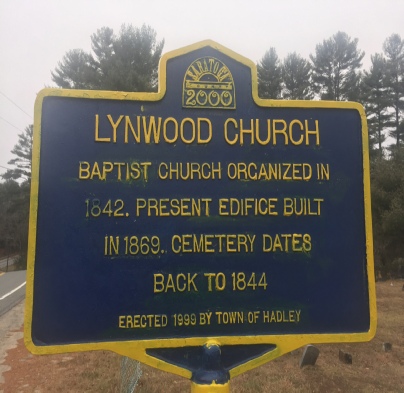 SARATOGA
COUNTY
2000
LYNWOOD CHURCH
BAPTIST CHURCH ORGANIZED IN
1842. PRESENT EDIFICE BUILT
IN 1869. CEMETERY DATES
BACK TO 1844
ERECTED 1999 BY TOWN OF HADLEY